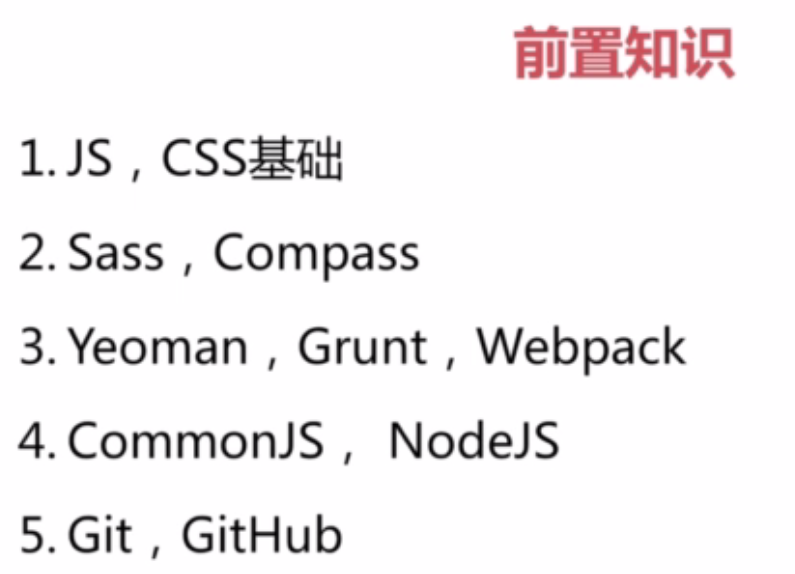 前置知识
1. JS，CSS基础
2. Sass，Compass
3. Yeoman，Grunt，Webpack
4. CommonJS， NodeJS
5. Git，GitHub